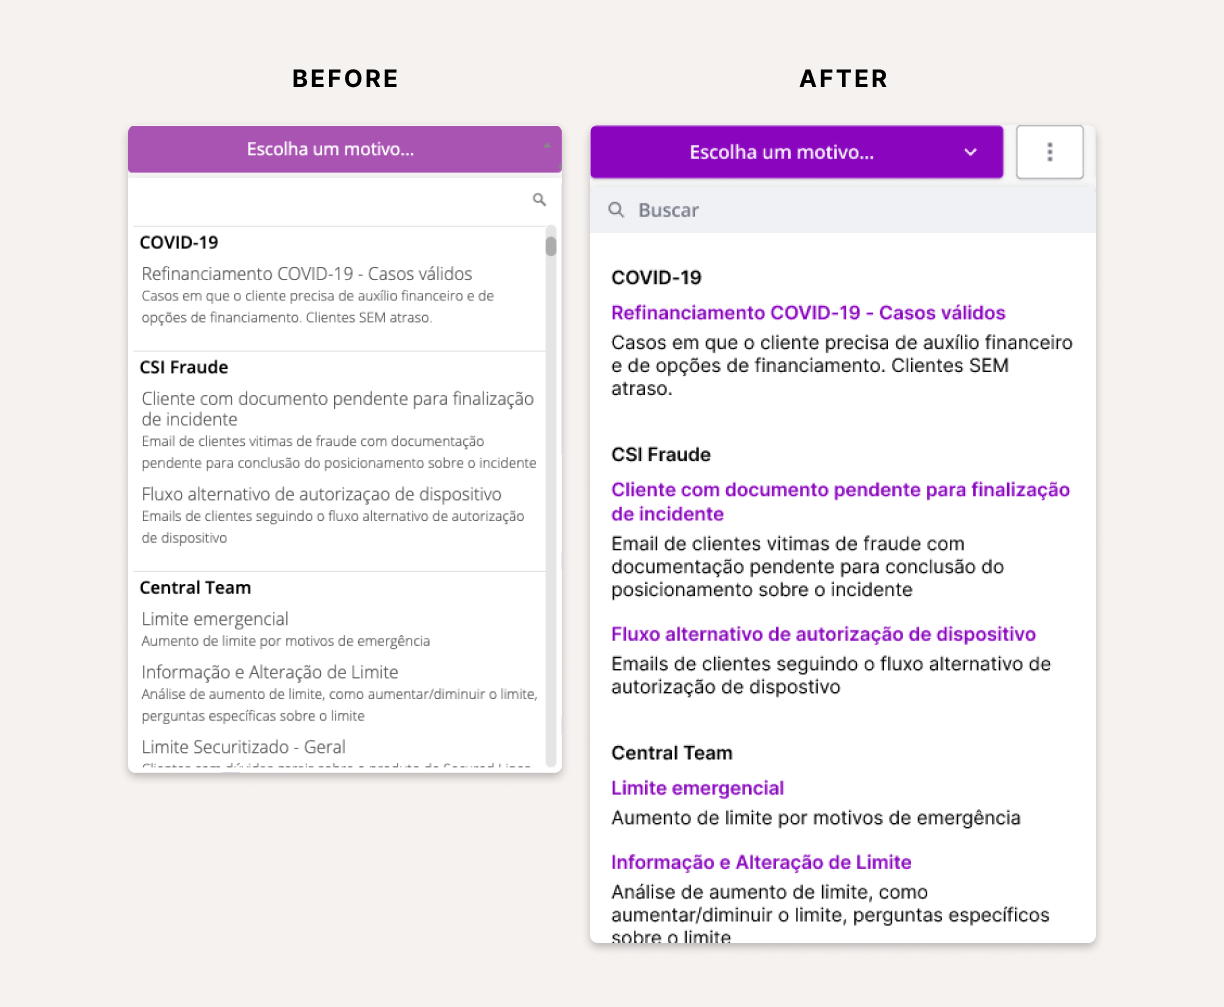 BEFORE
Escolha um motivo...
COVID-19
Refinanciamento COVID-19 - Casos válidos
Casos em que o cliente precisa de auxílio financeiro e de
opções de financiamento. Clientes SEM atraso.
CSI Fraude
Cliente com documento pendente para finalização
de incidente
Email de clientes vitimas de fraude com documentação
pendente para conclusão do posicionamento sobre o incidente
Fluxo alternativo de autorizaçao de dispositivo
Emails de clientes seguindo o fluxo alternativo de autorização
de dispositivo
Central Team
Limite emergencial
Aumento de limite por motivos de emergência
Informação e Alteração de Limite
Análise de aumento de limite, como aumentar/diminuir o limite,
perguntas específicas sobre o limite
Limite Securitizado - Geral
AFTER
Escolha um motivo...
Buscar
COVID-19
Refinanciamento COVID-19 - Casos válidos
Casos em que o cliente precisa de auxílio financeiro
e de opções de financiamento. Clientes SEM
atraso.
CSI Fraude
Cliente com documento pendente para finalização
de incidente
Email de clientes vitimas de fraude com
documentação pendente para conclusão do
posicionamento sobre o incidente
Fluxo alternativo de autorização de dispositivo
Emails de clientes seguindo o fluxo alternativo de
autorização de dispostivo
Central Team
Limite emergencial
Aumento de limite por motivos de emergência
Informação e Alteração de Limite
Análise de aumento de limite, como
aumentar/diminuir o limite, perguntas específicos
sobre o limite